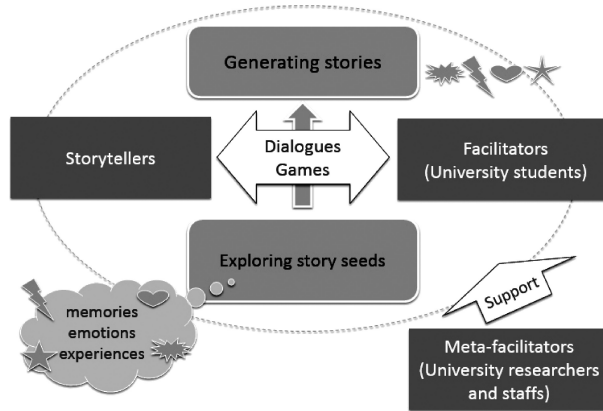 Generating stories
Storytellers
Dialogues
Games
Facilitators
(University students)
Exploring story seeds
memories
emotions
experiences
Support
Meta-facilitators
(University researchers
and staffs)